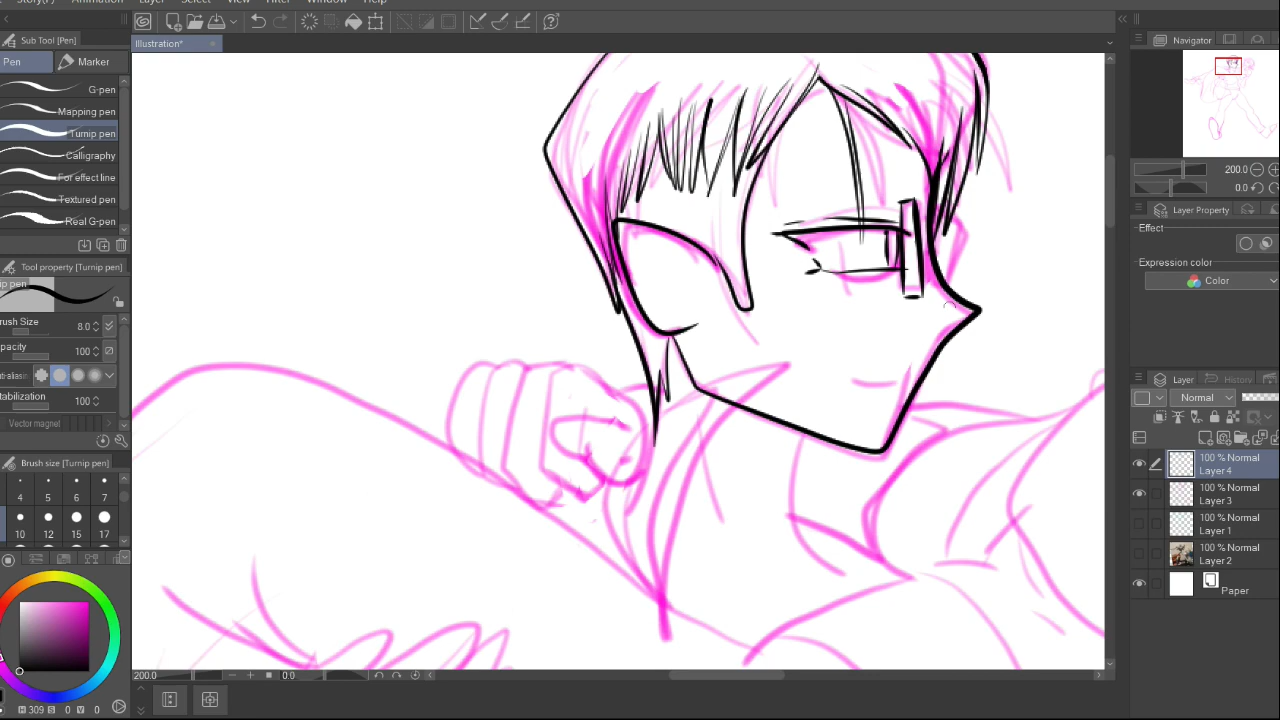 Story(P) Animation Layer Select View Filter Window Help
Sub Tool [Pen]
Illustration*
Navigator
Pen
Marker
G-pen
Mapping pen
Turnip pen
Calligraphy
For effect line
Textured pen
Real G-pen
200.0
0.0
Layer Property
Effect
Expression color
Color
Tool property [Turnip pen]
rnip pen
rush Size 8.0
pacity 100
tabilization 100
Vector magnet
Brush size [Turnip pen]
4 5 6 7
10 12 15 17
Layer
History
Normal
100 % Normal
Layer 4
100 % Normal
Layer 3
100 % Normal
Layer 1
100 % Normal
Layer 2
Paper
200.0
0.0
H 309 S 0 V 0